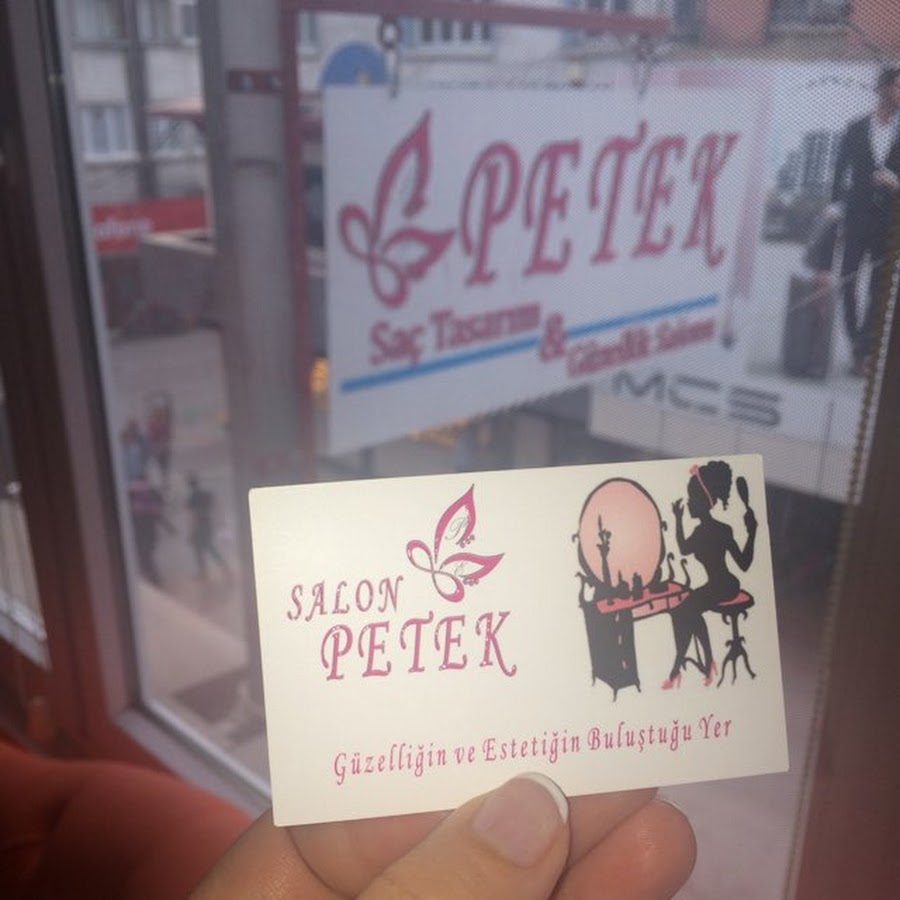 PETEK
Saç Tasarım
&
Güzellik Salonu
MCS
SALON
PETEK
Güzelliğin ve Estetiğin Buluştuğu Yer